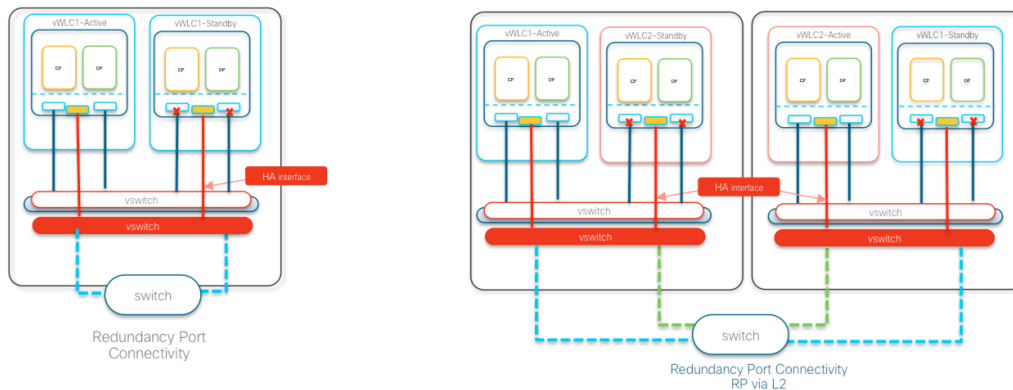 vWLC1-Active
vWLC1-Standby
CP
DP
CP
DP
HA interface
vswitch
vswitch
switch
Redundancy Port
Connectivity
vWLC1-Active
vWLC2-Standby
vWLC2-Active
vWLC1-Standby
CP
DP
CP
DP
CP
DP
CP
DP
HA interface
vswitch
vswitch
vswitch
vswitch
switch
Redundancy Port Connectivity
RP via L2